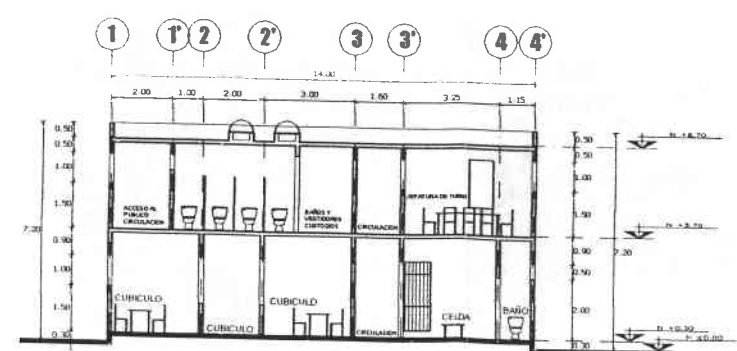 1 1' 2 2' 3 3' 4 4'
14.00
2.00 1.00 2.00 3.00 1.60 3.25 1.15
0.50
0.50
1.00
1.50
7.20
0.90
1.00
1.50
0.30
ACCESO AL
PUBLICO
CIRCULACION
BAÑOS Y
VESTIDORES
CUSTODIOS
CIRCULACION
JEFATURA DE TURNO
CUBICULO
CUBICULO
CUBICULO
CIRCULACION
CELDA
BAÑO
0.50
0.50
1.00
1.50
0.90
0.50
7.20
2.00
0.30
N +3.70
N +0.30
N ±0.00